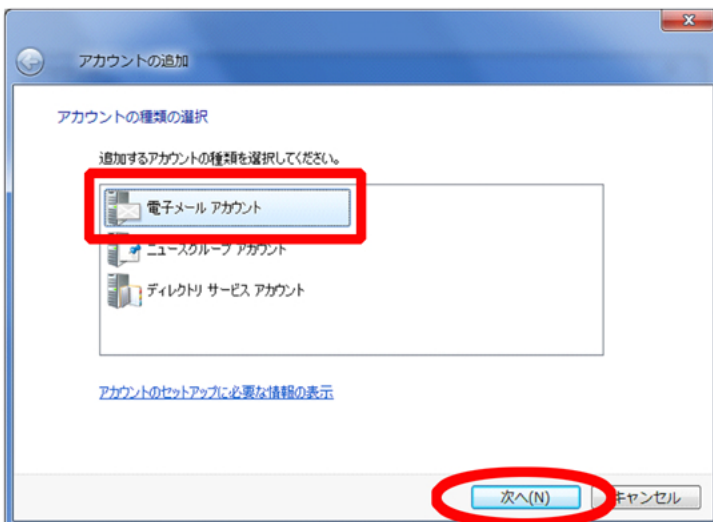 アカウントの追加
アカウントの種類の選択
追加するアカウントの種類を選択してください。
電子メール アカウント
ニュースグループ アカウント
ディレクトリ サービス アカウント
アカウントのセットアップに必要な情報の表示
次へ(N)
キャンセル